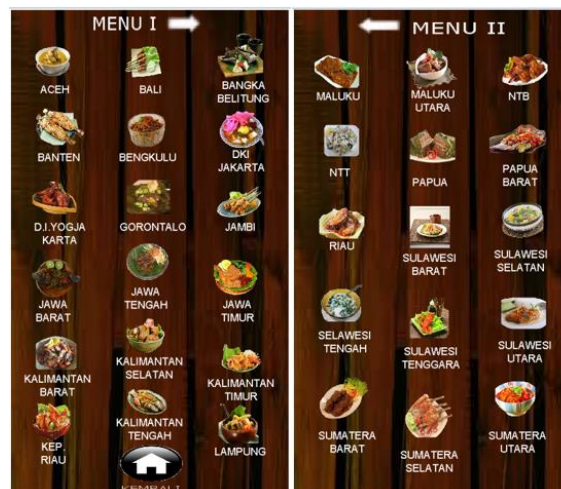 MENU I
ACEH
BALI
BANGKA
BELITUNG
BANTEN
BENGKULU
DKI
JAKARTA
D.I.YOGJA
KARTA
GORONTALO
JAMBI
JAWA
BARAT
JAWA
TENGAH
JAWA
TIMUR
KALIMANTAN
BARAT
KALIMANTAN
SELATAN
KALIMANTAN
TIMUR
KEP.
RIAU
KALIMANTAN
TENGAH
LAMPUNG
KEMBALI
MENU II
MALUKU
MALUKU
UTARA
NTB
NTT
PAPUA
PAPUA
BARAT
RIAU
SULAWESI
BARAT
SULAWESI
SELATAN
SELAWESI
TENGAH
SULAWESI
TENGGARA
SULAWESI
UTARA
SUMATERA
BARAT
SUMATERA
SELATAN
SUMATERA
UTARA